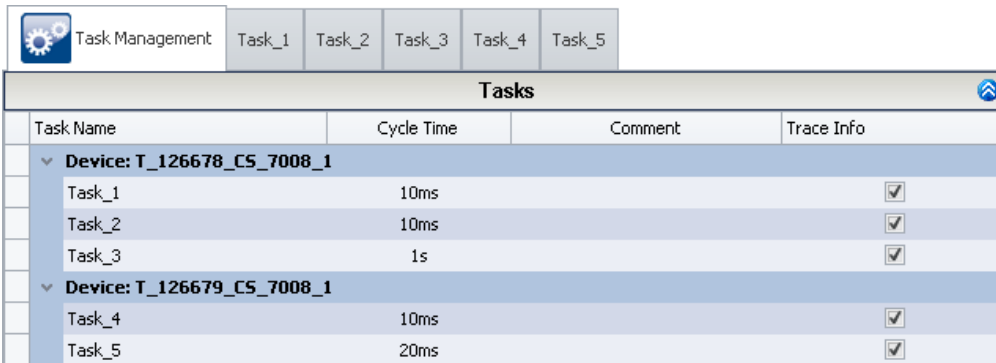 Task Management Task_1 Task_2 Task_3 Task_4 Task_5
Tasks
Task Name Cycle Time Comment Trace Info
Device: T_126678_CS_7008_1
Task_1 10ms
Task_2 10ms
Task_3 1s
Device: T_126679_CS_7008_1
Task_4 10ms
Task_5 20ms